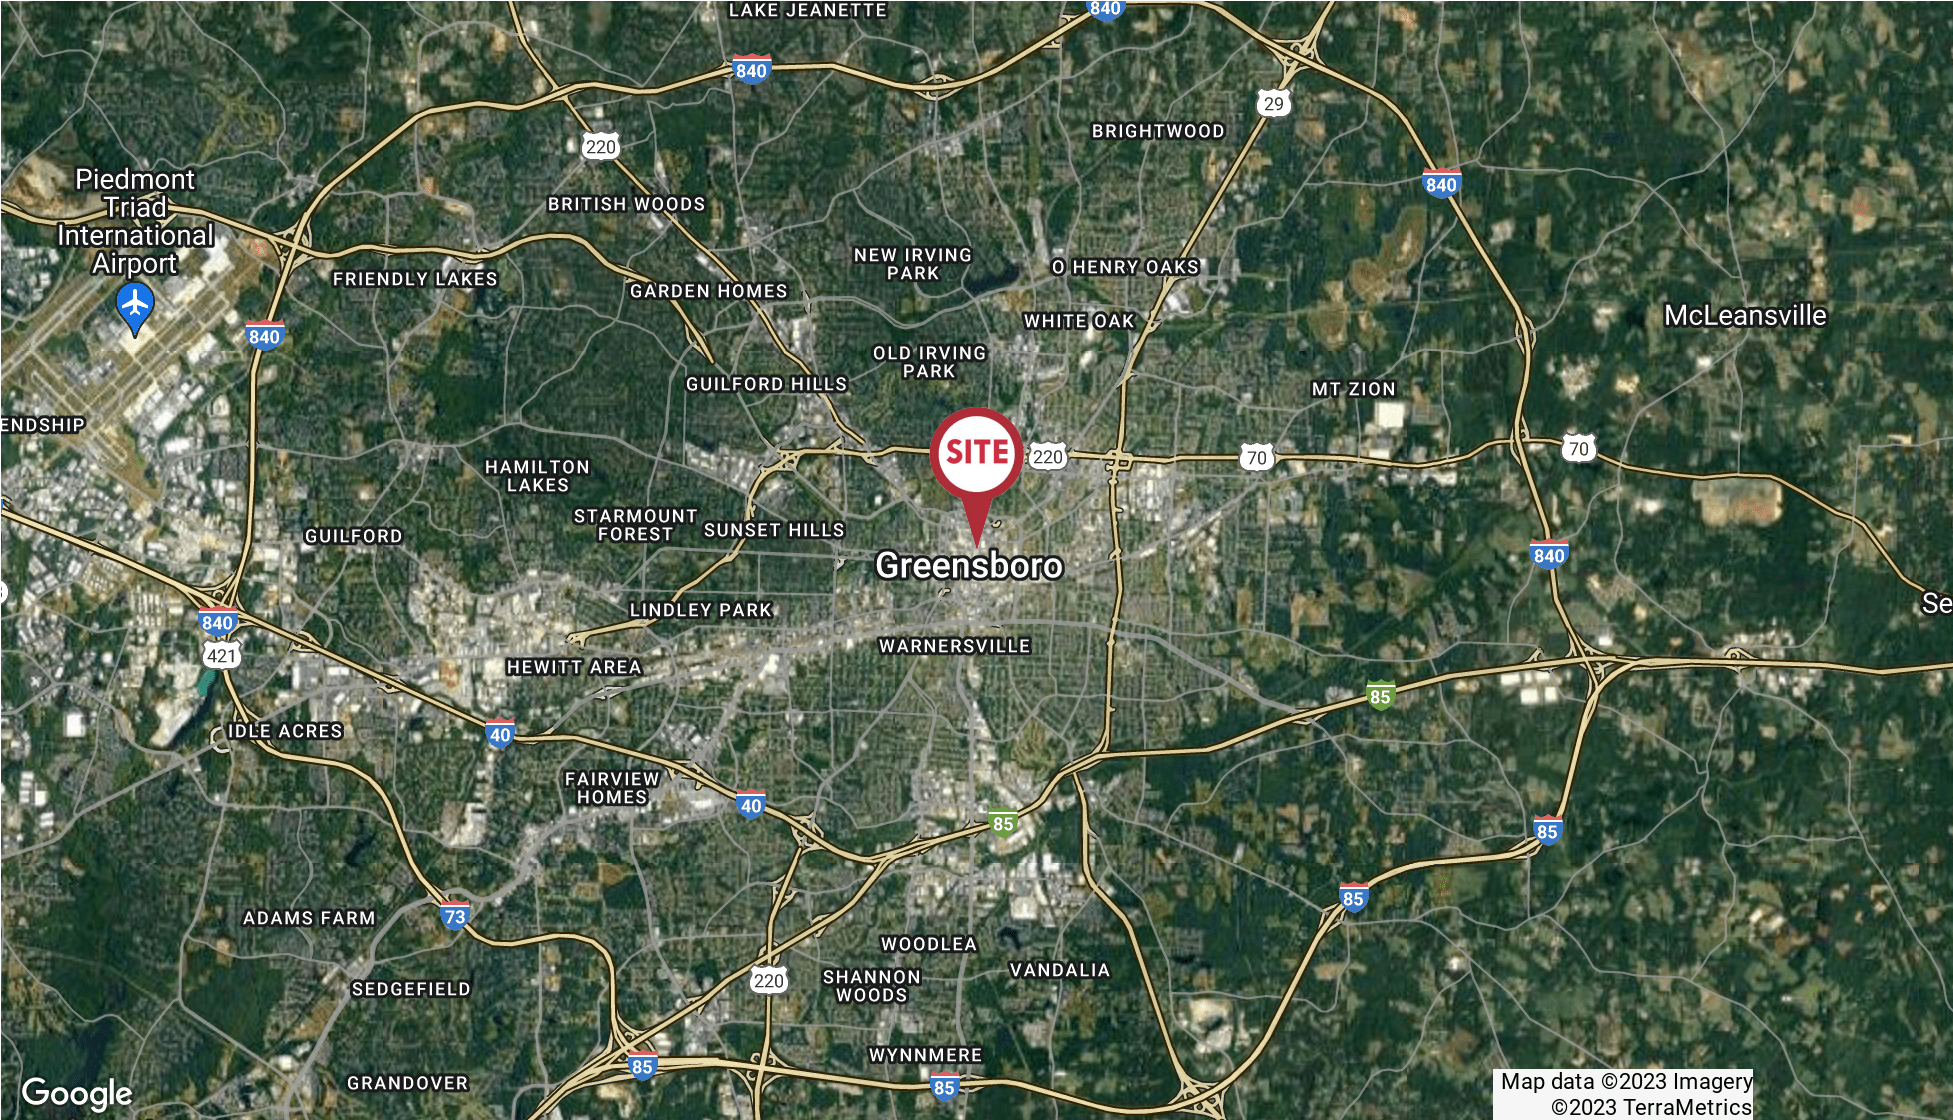 LAKE JEANETTE
840
840
29
BRIGHTWOOD
220
Piedmont
Triad
International
Airport
840
BRITISH WOODS
NEW IRVING
PARK
O HENRY OAKS
FRIENDLY LAKES
GARDEN HOMES
840
WHITE OAK
McLeansville
OLD IRVING
PARK
GUILFORD HILLS
MT ZION
ENDSHIP
SITE
220
70
70
HAMILTON
LAKES
STARMOUNT
FOREST
SUNSET HILLS
GUILFORD
840
Greensboro
Se
LINDLEY PARK
840
421
WARNERSVILLE
HEWITT AREA
85
IDLE ACRES
40
FAIRVIEW
HOMES
40
85
85
85
ADAMS FARM
73
WOODLEA
VANDALIA
SHANNON
WOODS
220
SEDGEFIELD
WYNNMERE
85
85
GRANDOVER
Google
Map data ©2023 Imagery
©2023 TerraMetrics